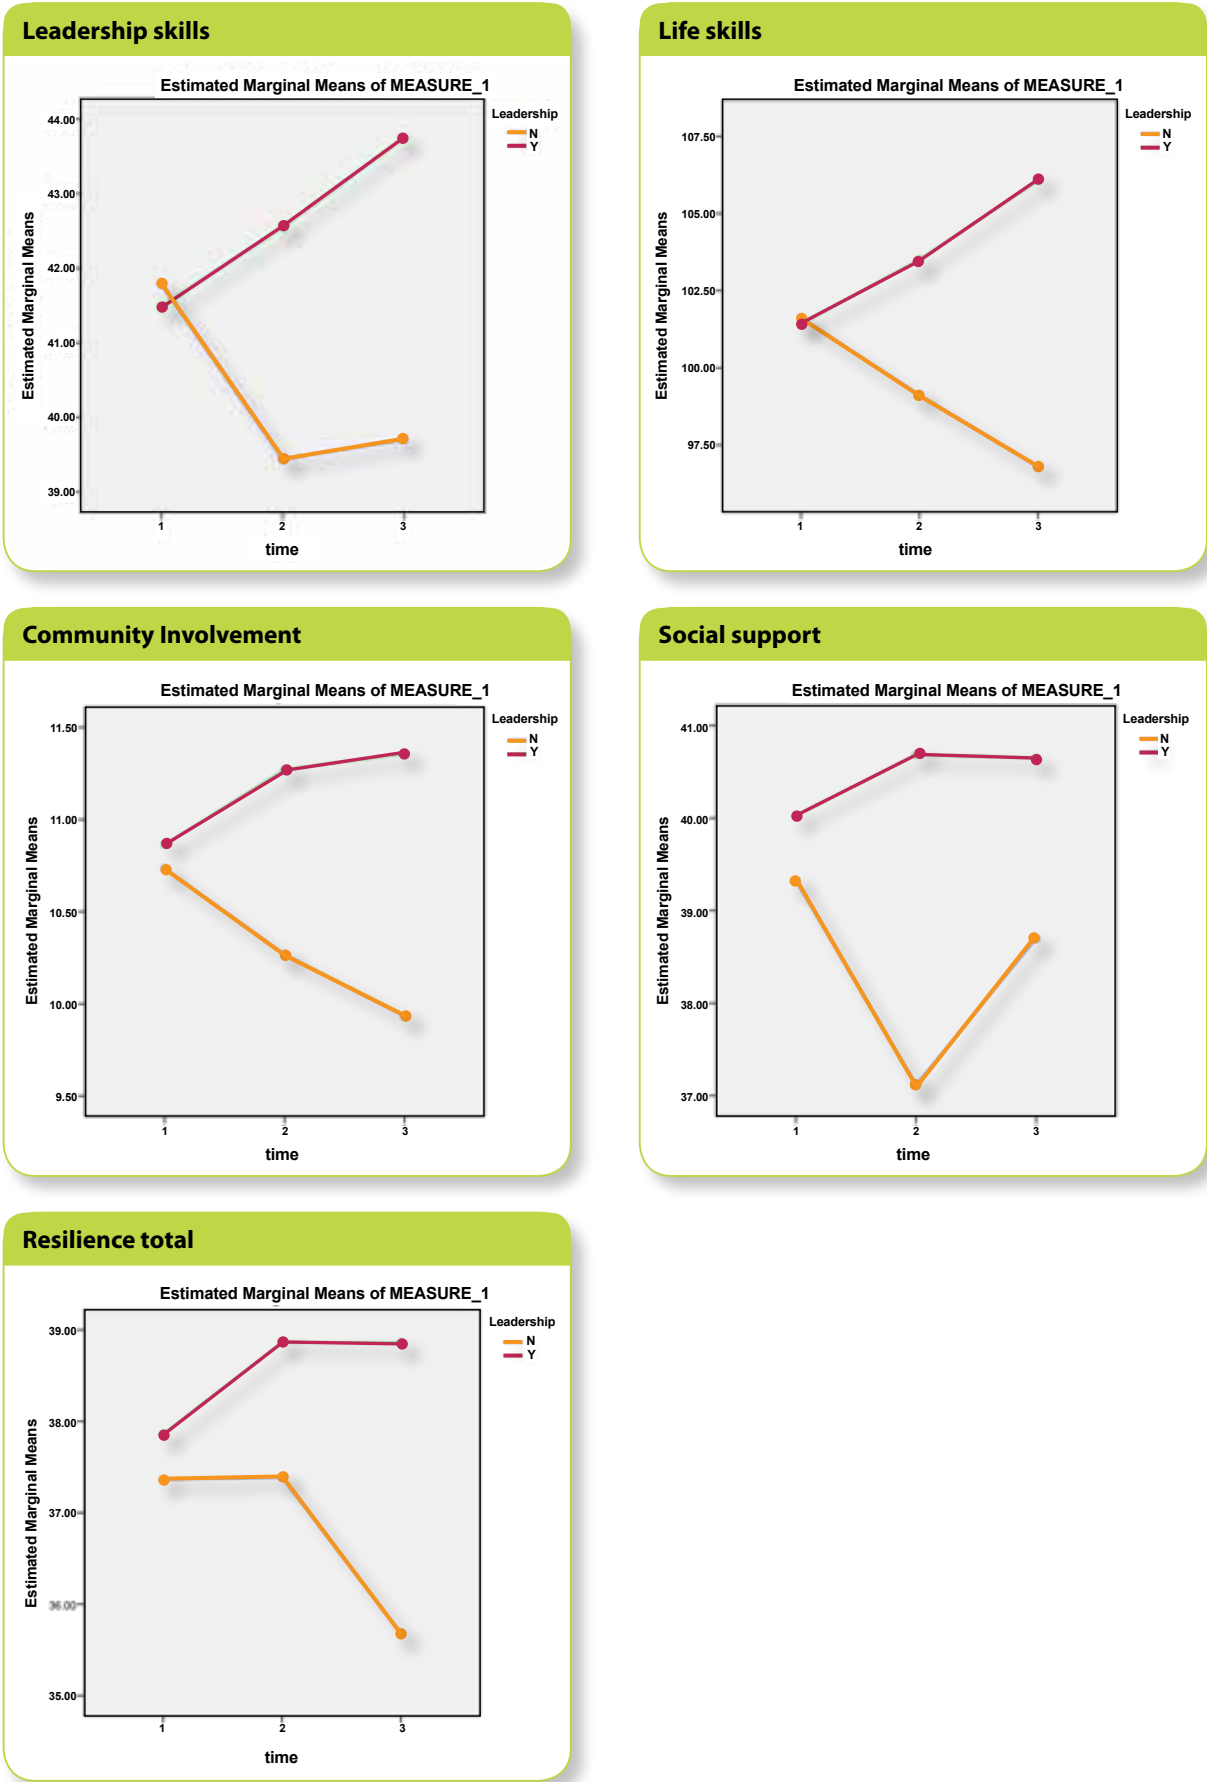 Leadership skills
Estimated Marginal Means of MEASURE_1
Leadership
N
Y
Estimated Marginal Means
44.00
43.00
42.00
41.00
40.00
39.00
1 2 3
time
Life skills
Estimated Marginal Means of MEASURE_1
Leadership
N
Y
Estimated Marginal Means
107.50
105.00
102.50
100.00
97.50
1 2 3
time
Community Involvement
Estimated Marginal Means of MEASURE_1
Leadership
N
Y
Estimated Marginal Means
11.50
11.00
10.50
10.00
9.50
1 2 3
time
Social support
Estimated Marginal Means of MEASURE_1
Leadership
N
Y
Estimated Marginal Means
41.00
40.00
39.00
38.00
37.00
1 2 3
time
Resilience total
Estimated Marginal Means of MEASURE_1
Leadership
N
Y
Estimated Marginal Means
39.00
38.00
37.00
36.00
35.00
1 2 3
time